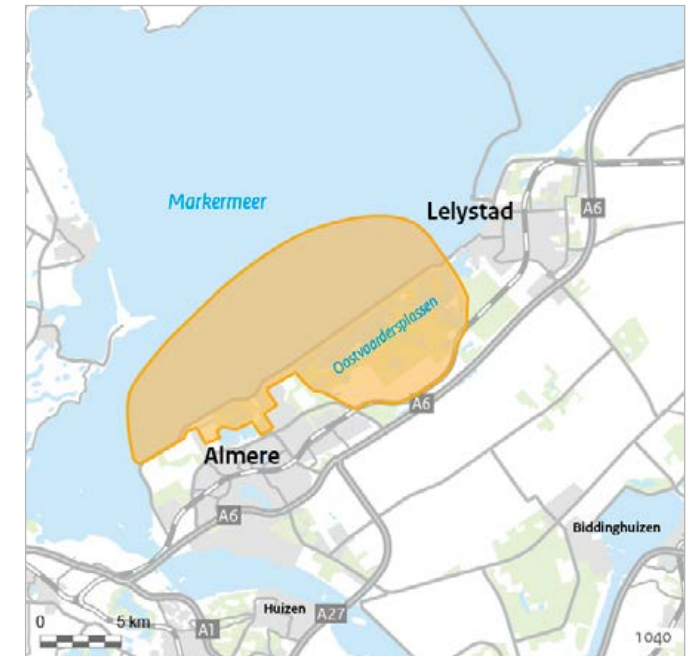 Markermeer
Lelystad
A6
Oostvaardersplassen
A6
Almere
A6
Biddinghuizen
Huizen
A27
A1
0 5 km
1040